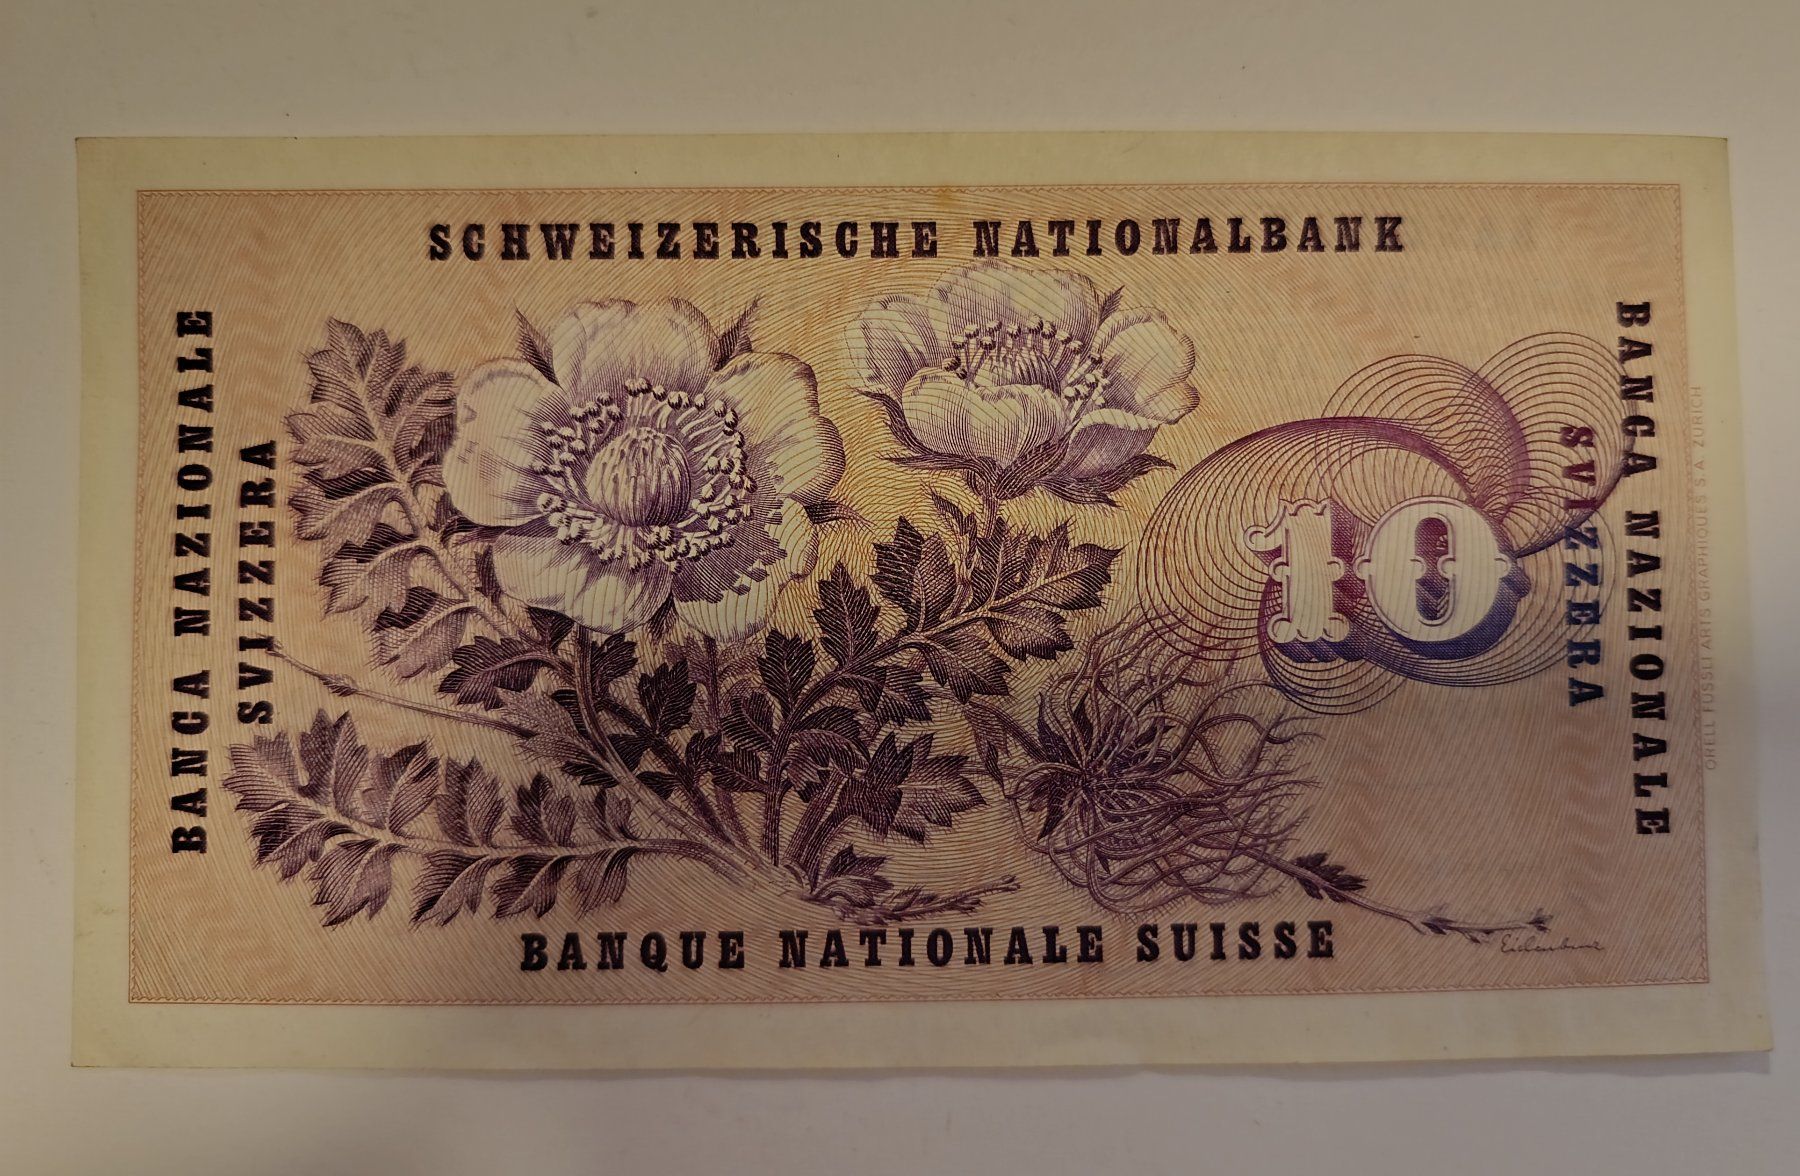 SCHWEIZERISCHE NATIONALBANK
BANCA NAZIONALE
SVIZZERA
10
BANCA NAZIONALE
SVIZZERA
ORELL FÜSSLI ARTS GRAPHIQUES S. A. ZURICH
BANQUE NATIONALE SUISSE